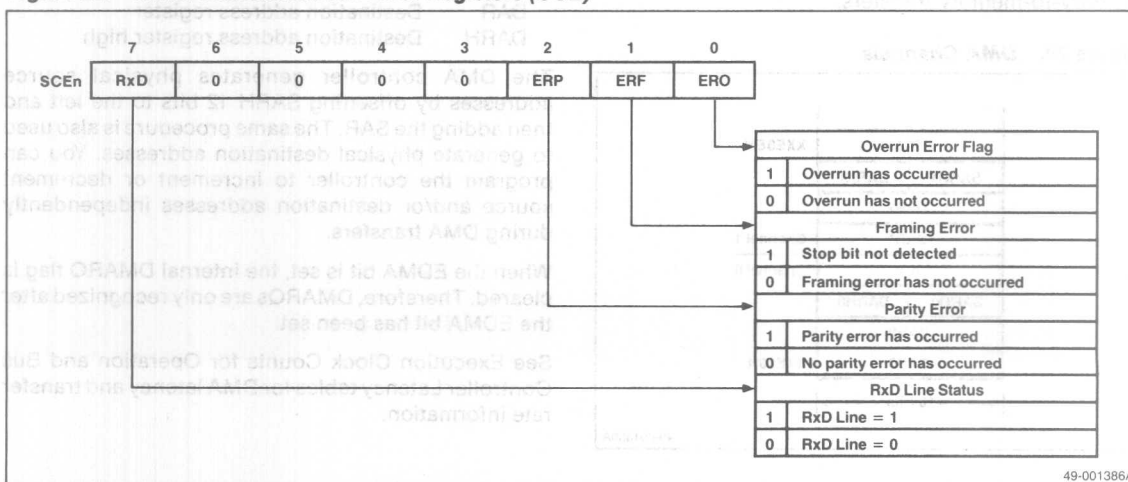 7 6 5 4 3 2 1 0
SCEn RxD 0 0 0 0 ERP ERF ERO
Overrun Error Flag
1 Overrun has occurred
0 Overrun has not occurred
Framing Error
1 Stop bit not detected
0 Framing error has not occurred
Parity Error
1 Parity error has occurred
0 No parity error has occurred
RxD Line Status
1 RxD Line = 1
0 RxD Line = 0
49-001386A
DAR Destination address register
DARH Destination address register high
The DMA controller generates physical source
addresses by offsetting SARH 12 bits to the left and
then adding the SAR. The same procedure is also used
to generate physical destination addresses. You can
program the controller to increment or decrement
source and/or destination addresses independently
during DMA transfers.
When the EDMA bit is set, the internal DMARQ flag is
cleared. Therefore, DMARQs are only recognized after
the EDMA bit has been set.
See Execution Clock Counts for Operation and Bus
Controller Latency tables for DMA latency and transfer
rate information.
DMA Channels